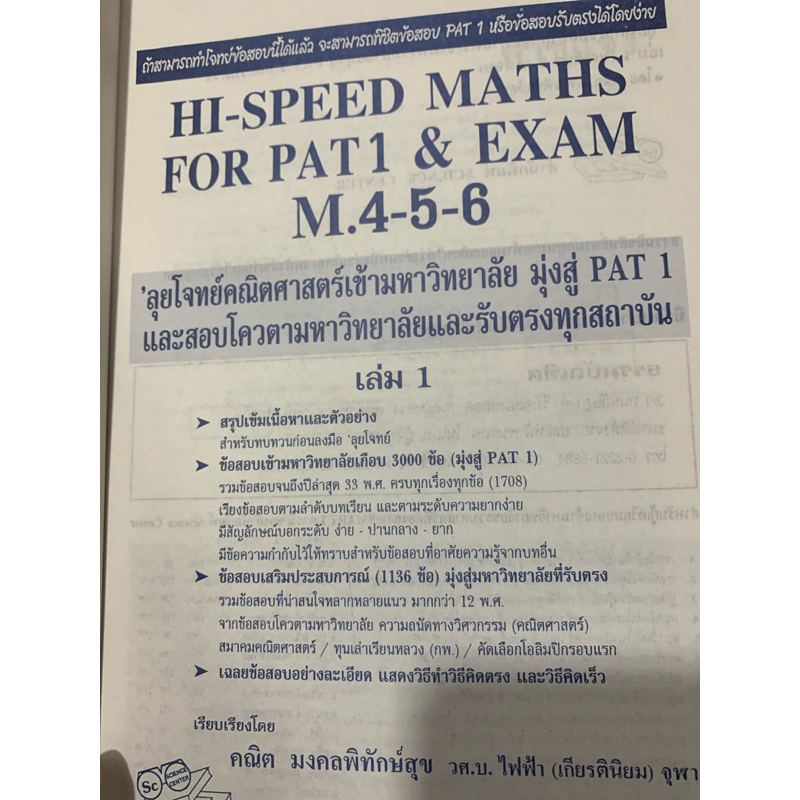 ถ้าสามารถทำโจทย์ข้อสอบนี้ได้แล้ว จะสามารถพิชิตข้อสอบ PAT 1 หรือข้อสอบรับตรงได้โดยง่าย
HI-SPEED MATHS
FOR PAT1 & EXAM
M.4-5-6
'ลุยโจทย์คณิตศาสตร์เข้ามหาวิทยาลัย มุ่งสู่ PAT 1
และสอบโควตามหาวิทยาลัยและรับตรงทุกสถาบัน
เล่ม 1
➤ สรุปเข้มเนื้อหาและตัวอย่าง
สำหรับทบทวนก่อนลงมือ 'ลุยโจทย์
➤ ข้อสอบเข้ามหาวิทยาลัยเกือบ 3000 ข้อ (มุ่งสู่ PAT 1)
รวมข้อสอบจนถึงปีล่าสุด 33 พ.ศ. ครบทุกเรื่องทุกข้อ (1708)
เรียงข้อสอบตามลำดับบทเรียน และตามระดับความยากง่าย
มีสัญลักษณ์บอกระดับ ง่าย - ปานกลาง - ยาก
มีข้อความกำกับไว้ให้ทราบสำหรับข้อสอบที่อาศัยความรู้จากบทอื่น
➤ ข้อสอบเสริมประสบการณ์ (1136 ข้อ) มุ่งสู่มหาวิทยาลัยที่รับตรง
รวมข้อสอบที่น่าสนใจหลากหลายแนว มากกว่า 12 พ.ศ.
จากข้อสอบโควตามหาวิทยาลัย ความถนัดทางวิศวกรรม (คณิตศาสตร์)
สมาคมคณิตศาสตร์ / ทุนเล่าเรียนหลวง (กพ.) / คัดเลือกโอลิมปิกรอบแรก
➤ เฉลยข้อสอบอย่างละเอียด แสดงวิธีทำวิธีคิดตรง และวิธีคิดเร็ว
เรียบเรียงโดย
คณิต มงคลพิทักษ์สุข วศ.บ. ไฟฟ้า (เกียรตินิยม) จุฬา
Sc SCIENCE CENTER